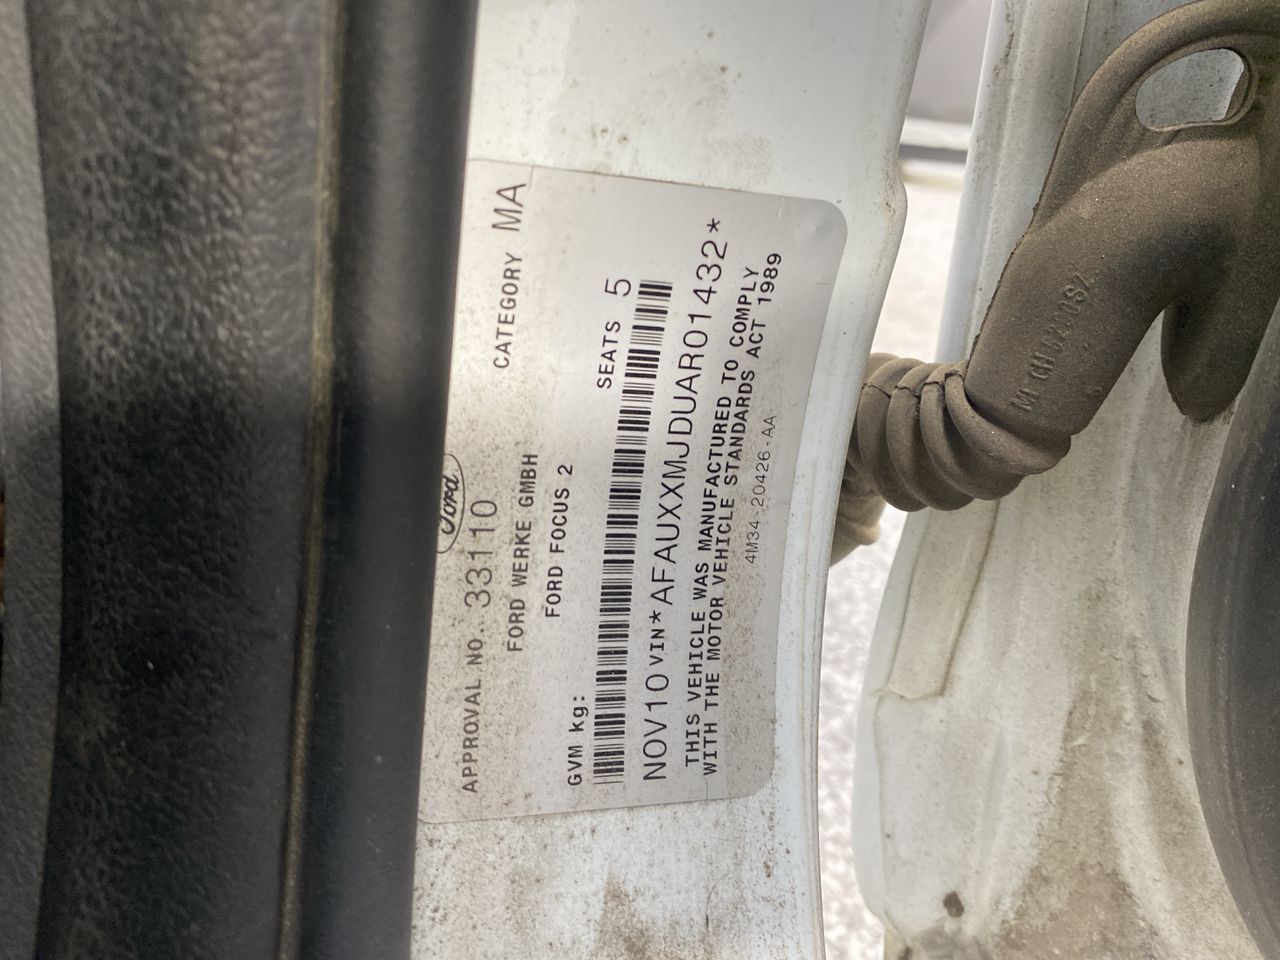 Ford
APPROVAL NO. 33110 CATEGORY MA
FORD WERKE GMBH
FORD FOCUS 2
GVM kg: SEATS 5
NOV10 VIN*AFAUXXMJDUAR01432*
THIS VEHICLE WAS MANUFACTURED TO COMPLY
WITH THE MOTOR VEHICLE STANDARDS ACT 1989
4M34-20426-AA